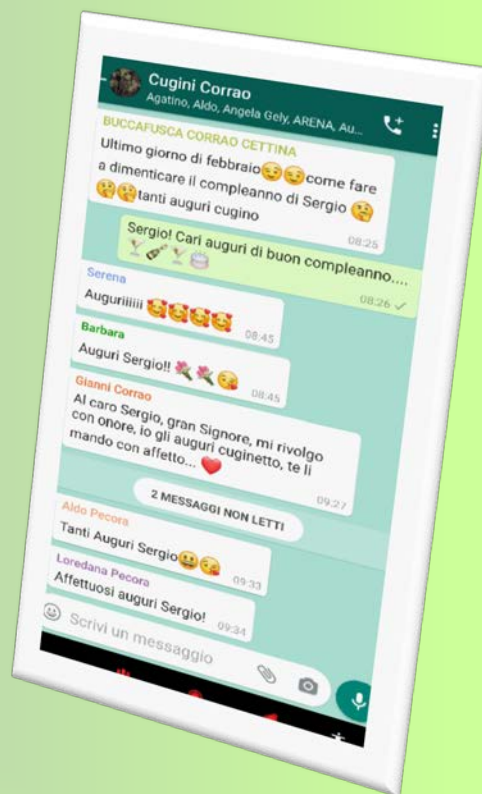 Cugini Corrao
Agatino, Aldo, Angela Gely, ARENA, Au...
BUCCAFUSCA CORRAO CETTINA
Ultimo giorno di febbraio😏😏come fare
a dimenticare il compleanno di Sergio🤔
🤔🤔tanti auguri cugino
08:25
Sergio! Cari auguri di buon compleanno....
🍸🍾🍸🎂
08:26 ✓
Serena
Auguriiiiii 🥰🥰🥰🥰
08:45
Barbara
Auguri Sergio!! 🌹🌹😘
08:45
Gianni Corrao
Al caro Sergio, gran Signore, mi rivolgo
con onore, io gli auguri cuginetto, te li
mando con affetto... ❤️
09:27
2 MESSAGGI NON LETTI
Aldo Pecora
Tanti Auguri Sergio😃😘
09:33
Loredana Pecora
Affettuosi auguri Sergio!
09:34
Scrivi un messaggio